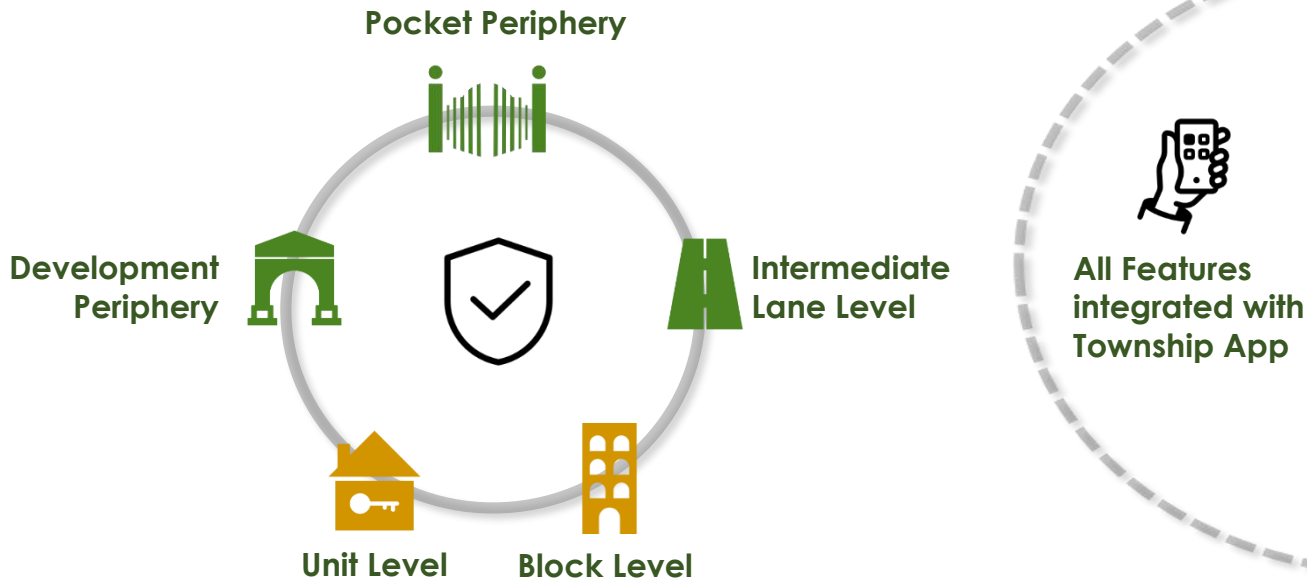 Pocket Periphery
Development
Periphery
Intermediate
Lane Level
Unit Level
Block Level
All Features
integrated with
Township App